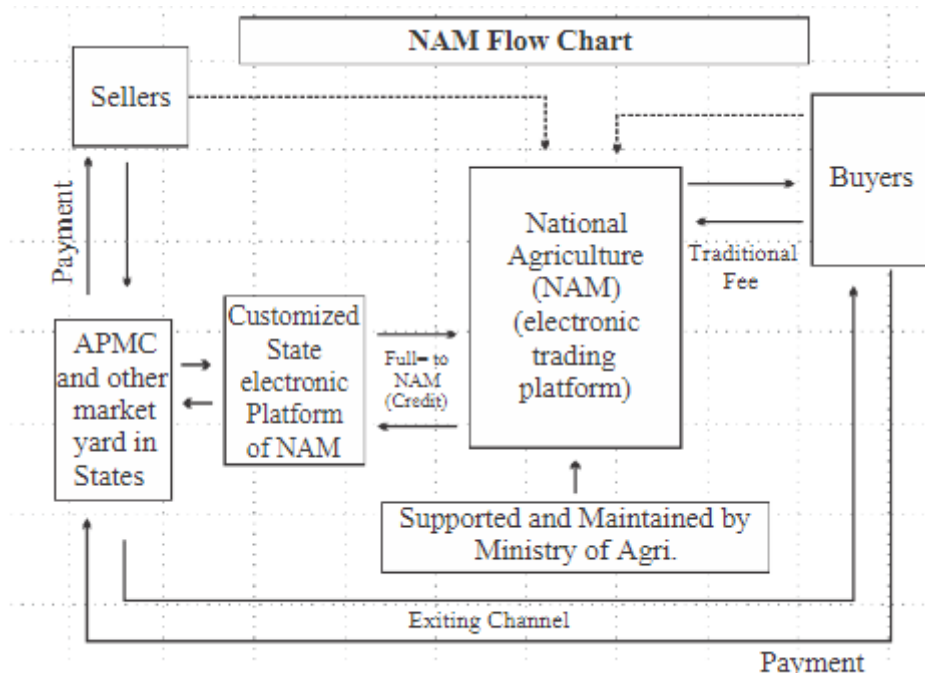 NAM Flow Chart
Sellers
Buyers
Payment
National
Agriculture
(NAM)
(electronic
trading
platform)
Traditional
Fee
APMC
and other
market
yard in
States
Customized
State
electronic
Platform
of NAM
Full= to
NAM
(Credit)
Supported and Maintained by
Ministry of Agri.
Exiting Channel
Payment